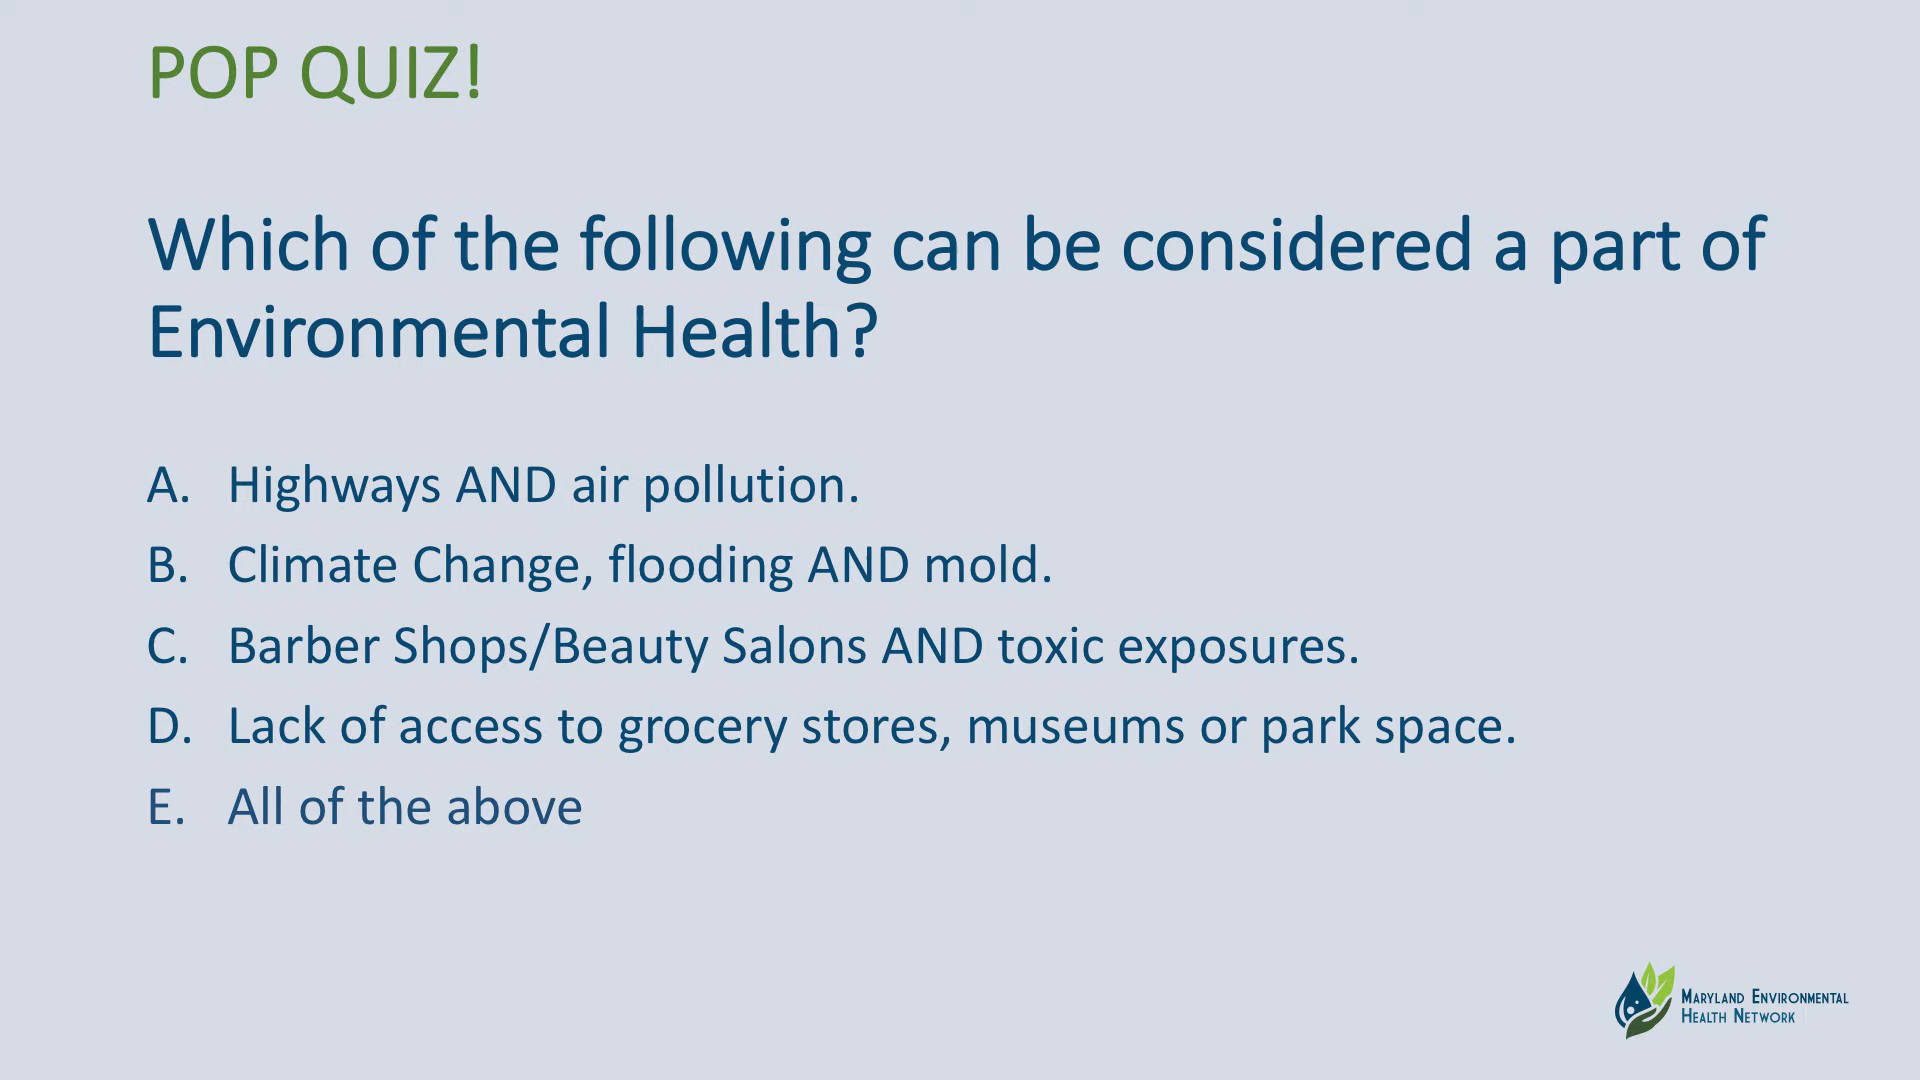 POP QUIZ!
Which of the following can be considered a part of
Environmental Health?
A. Highways AND air pollution.
B. Climate Change, flooding AND mold.
C. Barber Shops/Beauty Salons AND toxic exposures.
D. Lack of access to grocery stores, museums or park space.
E. All of the above
MARYLAND ENVIRONMENTAL
HEALTH NETWORK